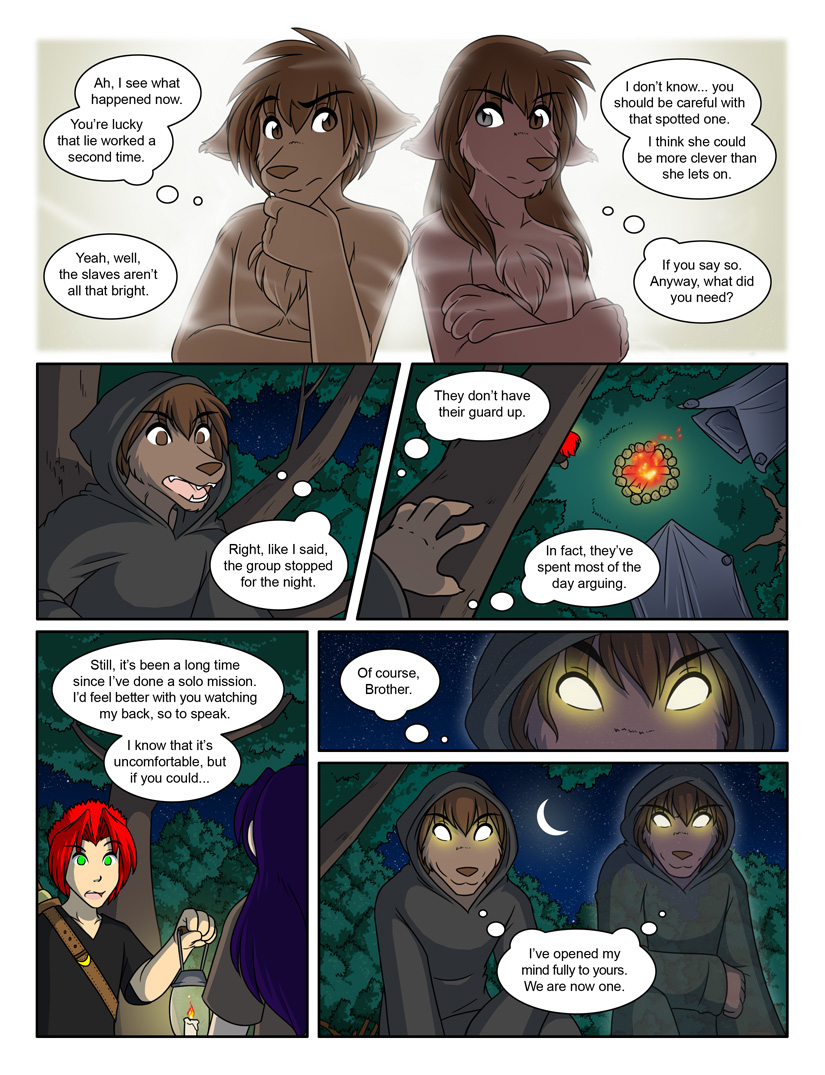 Ah, I see what
happened now.
You're lucky
that lie worked a
second time.
I don't know... you
should be careful with
that spotted one.
I think she could
be more clever than
she lets on.
Yeah, well,
the slaves aren't
all that bright.
If you say so.
Anyway, what did
you need?
Right, like I said,
the group stopped
for the night.
They don't have
their guard up.
In fact, they've
spent most of the
day arguing.
Still, it's been a long time
since I've done a solo mission.
I'd feel better with you watching
my back, so to speak.
I know that it's
uncomfortable, but
if you could...
Of course,
Brother.
I've opened my
mind fully to yours.
We are now one.